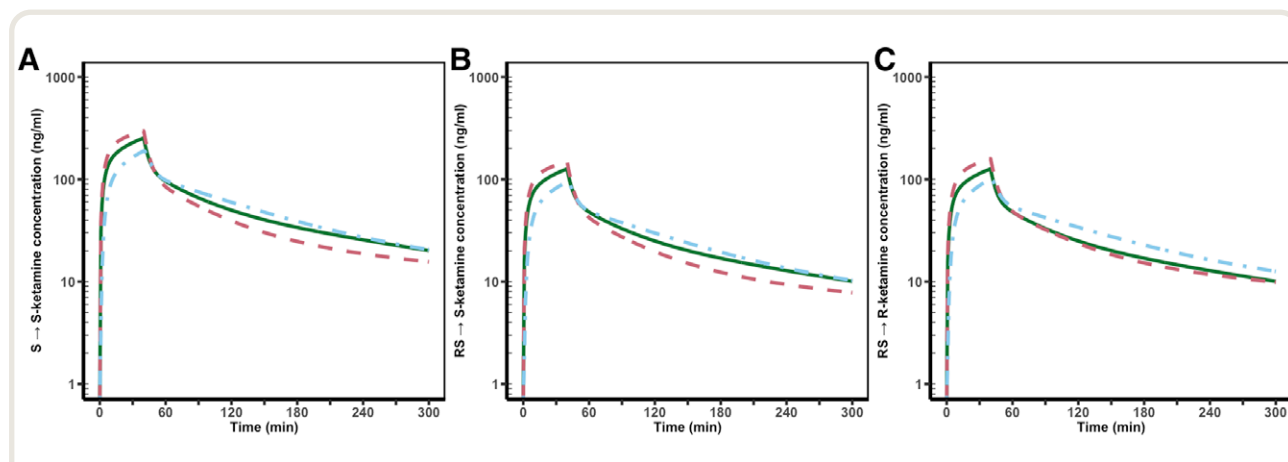 A
S → S-ketamine concentration (ng/ml)
1000
100
10
1
0 60 120 180 240 300
Time (min)
B
RS → S-ketamine concentration (ng/ml)
1000
100
10
1
0 60 120 180 240 300
Time (min)
C
RS → R-ketamine concentration (ng/ml)
1000
100
10
1
0 60 120 180 240 300
Time (min)